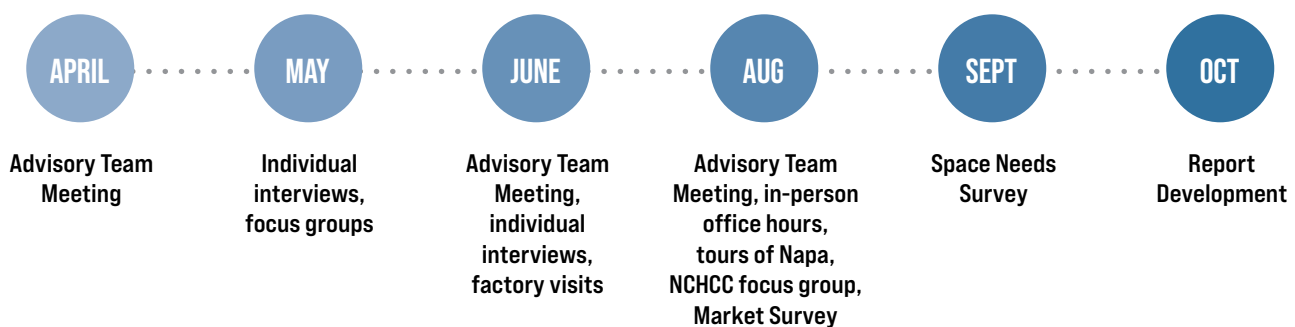 APRIL
MAY
JUNE
AUG
SEPT
OCT
Advisory Team
Meeting
Individual
interviews,
focus groups
Advisory Team
Meeting,
individual
interviews,
factory visits
Advisory Team
Meeting, in-person
office hours,
tours of Napa,
NCHCC focus group,
Market Survey
Space Needs
Survey
Report
Development